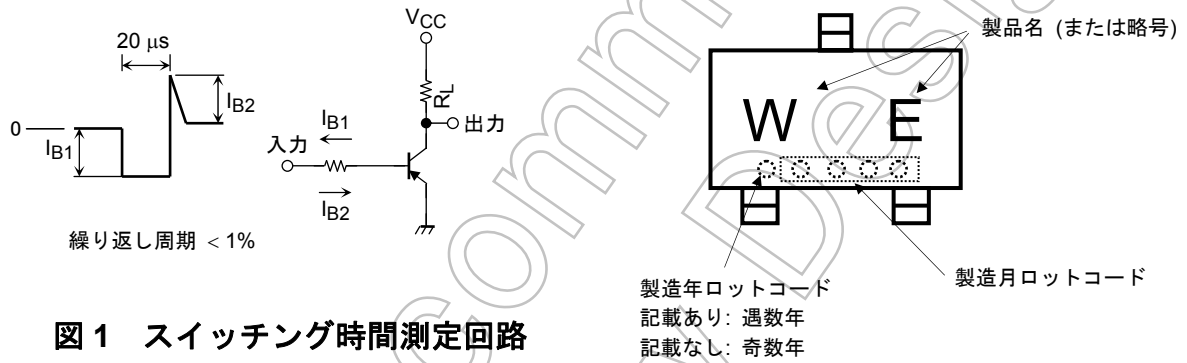 20 μs
IB2
0
IB1
VCC
RL
出力
入力
IB1
IB2
繰り返し周期 < 1%
図 1 スイッチング時間測定回路
製品名 (または略号)
W E
製造月ロットコード
製造年ロットコード
記載あり: 遇数年
記載なし: 奇数年